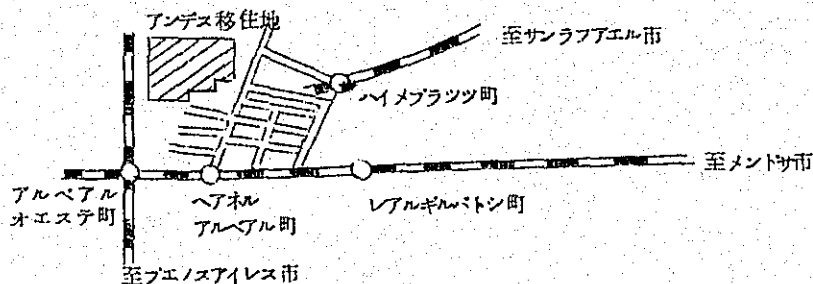 アンデス移住地
至サンラフアエル市
ハイメプラッツ町
至メンドサ市
アルベアル
オエステ町
ヘアネル
アルベアル町
レアルギルバトシ町
至ブエノスアイレス市